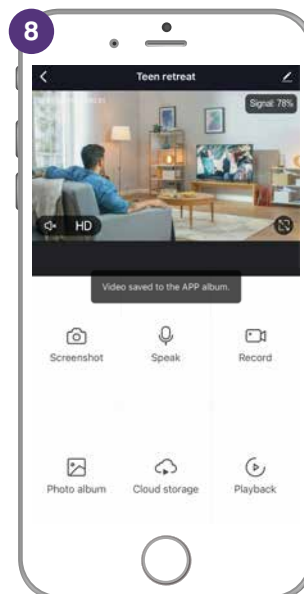 8
Teen retreat
Signal: 78%
HD
Video saved to the APP album.
Screenshot
Speak
Record
Photo album
Cloud storage
Playback